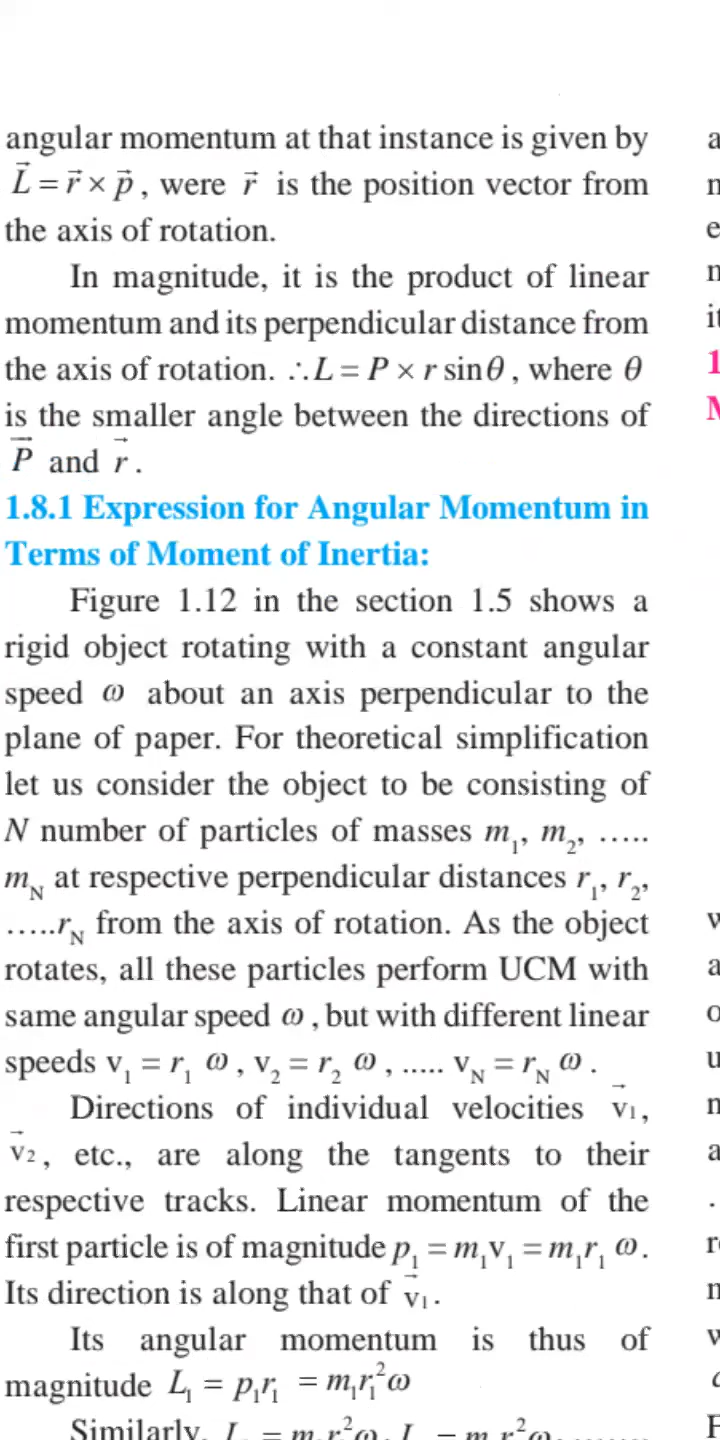 angular momentum at that instance is given by
L⃗ = r⃗ × p⃗ , were r⃗ is the position vector from
the axis of rotation.
In magnitude, it is the product of linear
momentum and its perpendicular distance from
the axis of rotation. ∴ L = P × r sinθ , where θ
is the smaller angle between the directions of
P⃗ and r⃗ .
1.8.1 Expression for Angular Momentum in
Terms of Moment of Inertia:
Figure 1.12 in the section 1.5 shows a
rigid object rotating with a constant angular
speed ω about an axis perpendicular to the
plane of paper. For theoretical simplification
let us consider the object to be consisting of
N number of particles of masses m₁, m₂, …..
m_N at respective perpendicular distances r₁, r₂,
…..r_N from the axis of rotation. As the object
rotates, all these particles perform UCM with
same angular speed ω , but with different linear
speeds v₁ = r₁ ω , v₂ = r₂ ω , ..... v_N = r_N ω .
Directions of individual velocities v⃗₁ ,
v⃗₂ , etc., are along the tangents to their
respective tracks. Linear momentum of the
first particle is of magnitude p₁ = m₁v₁ = m₁r₁ ω .
Its direction is along that of v⃗₁ .
Its angular momentum is thus of
magnitude L₁ = p₁r₁ = m₁r₁²ω
Similarly,